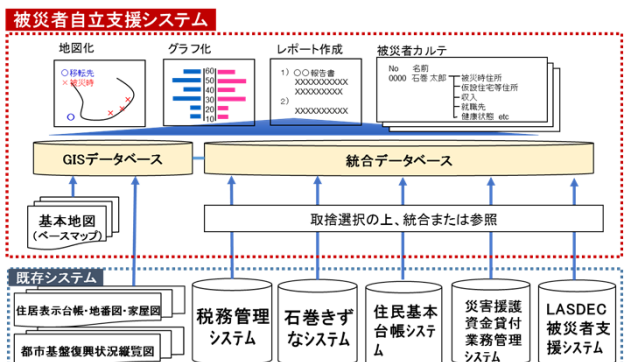 被災者自立支援システム
地図化
グラフ化
レポート作成
被災者カルテ
○移転先
×被災時
60
50
40
30
20
10
1) ○○報告書
XXXXXXXXXX
XXXXXXXXXX
2)
XXXXXXXXXX
No 名前
0000 石巻 太郎
被災時住所
仮設住宅等住所
収入
就職先
健康状態 etc
GISデータベース
統合データベース
基本地図
(ベースマップ)
取捨選択の上、統合または参照
既存システム
住居表示台帳・地番図・家屋図
都市基盤復興状況縦覧図
税務管理
システム
石巻きず
なシステム
住民基本
台帳システ
ム
災害援護
資金貸付
業務管理
システム
LASDEC
被災者支
援システム